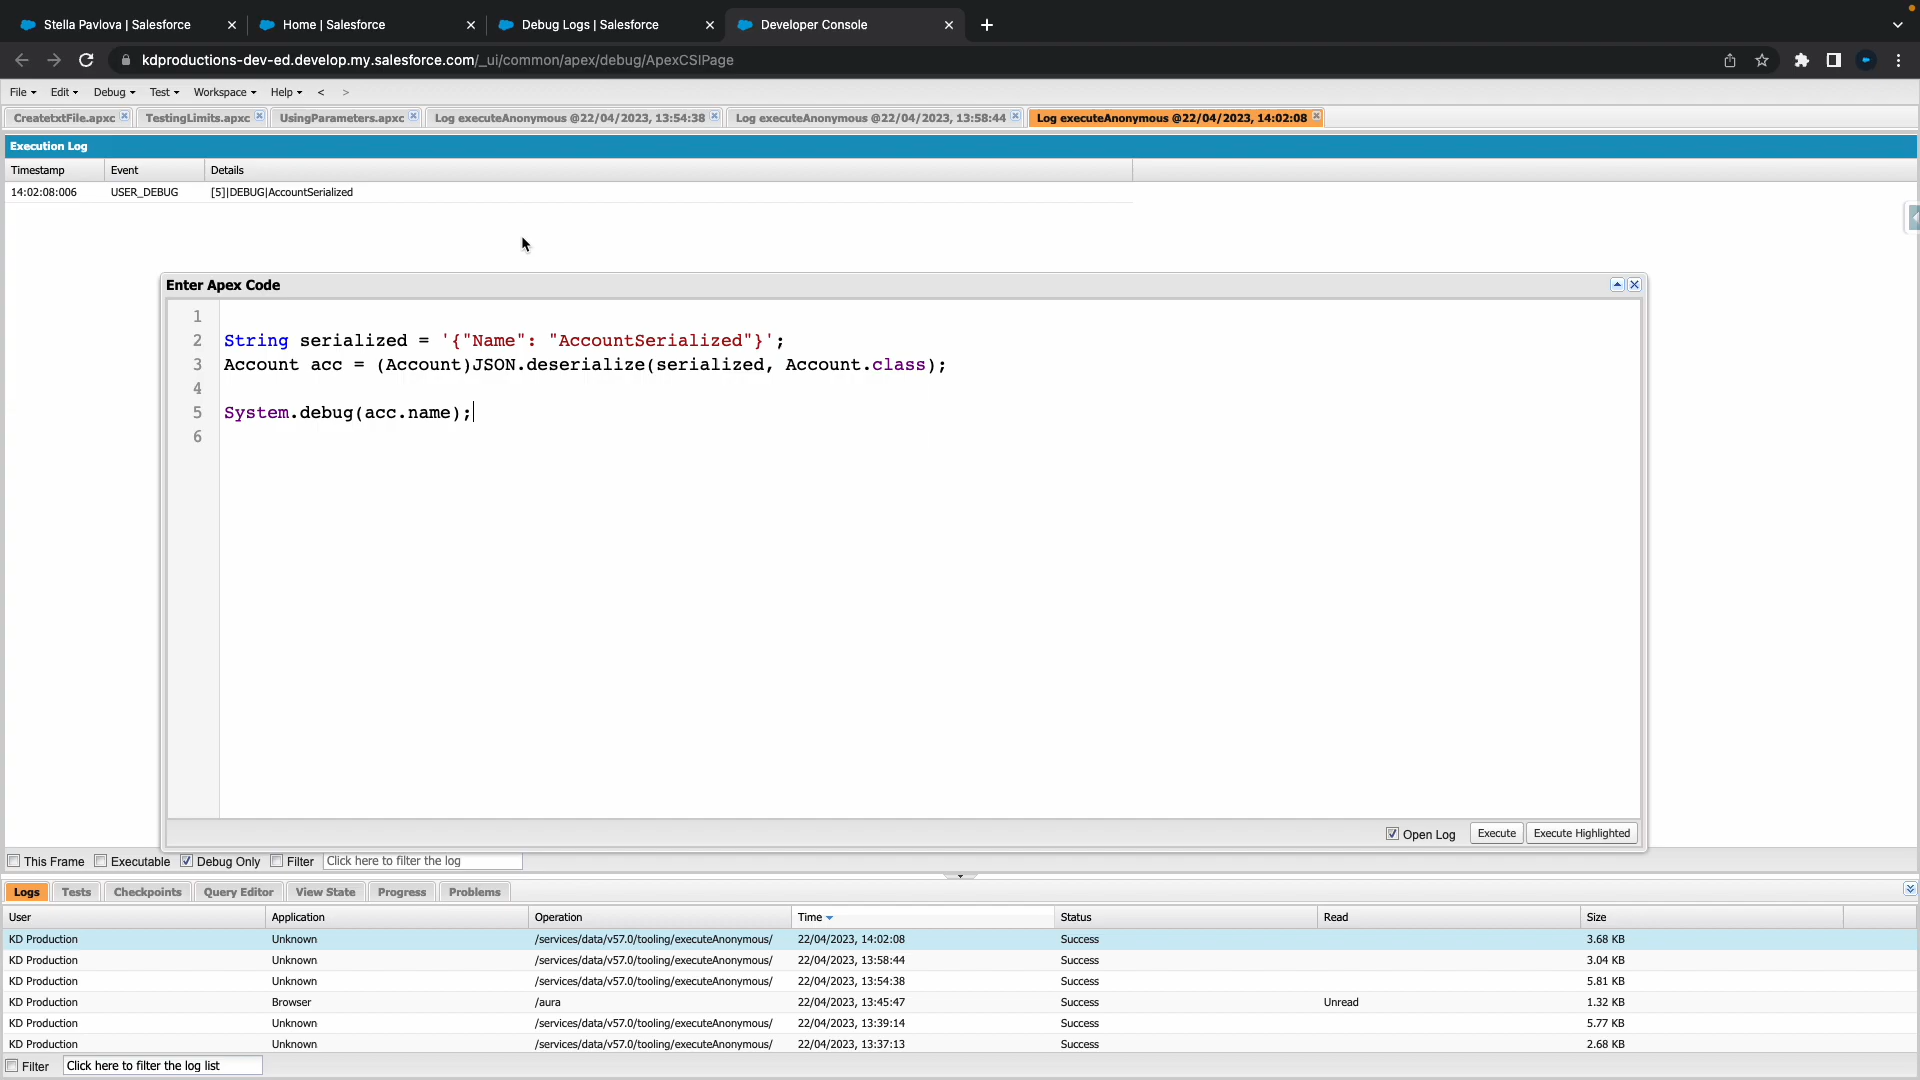 Stella Pavlova | Salesforce
Home | Salesforce
Debug Logs | Salesforce
Developer Console
kdproductions-dev-ed.develop.my.salesforce.com/_ui/common/apex/debug/ApexCSIPage
File Edit Debug Test Workspace Help < >
CreatetxtFile.apxc TestingLimits.apxc UsingParameters.apxc Log executeAnonymous @22/04/2023, 13:54:38 Log executeAnonymous @22/04/2023, 13:58:44 Log executeAnonymous @22/04/2023, 14:02:08
Execution Log
Timestamp Event Details
14:02:08:006 USER_DEBUG [5]|DEBUG|AccountSerialized
Enter Apex Code
1
2 String serialized = '{"Name": "AccountSerialized"}';
3 Account acc = (Account)JSON.deserialize(serialized, Account.class);
4
5 System.debug(acc.name);
6
Open Log Execute Execute Highlighted
This Frame Executable Debug Only Filter Click here to filter the log
Logs Tests Checkpoints Query Editor View State Progress Problems
User Application Operation Time Status Read Size
KD Production Unknown /services/data/v57.0/tooling/executeAnonymous/ 22/04/2023, 14:02:08 Success 3.68 KB
KD Production Unknown /services/data/v57.0/tooling/executeAnonymous/ 22/04/2023, 13:58:44 Success 3.04 KB
KD Production Unknown /services/data/v57.0/tooling/executeAnonymous/ 22/04/2023, 13:54:38 Success 5.81 KB
KD Production Browser /aura 22/04/2023, 13:45:47 Success Unread 1.32 KB
KD Production Unknown /services/data/v57.0/tooling/executeAnonymous/ 22/04/2023, 13:39:14 Success 5.77 KB
KD Production Unknown /services/data/v57.0/tooling/executeAnonymous/ 22/04/2023, 13:37:13 Success 2.68 KB
Filter Click here to filter the log list